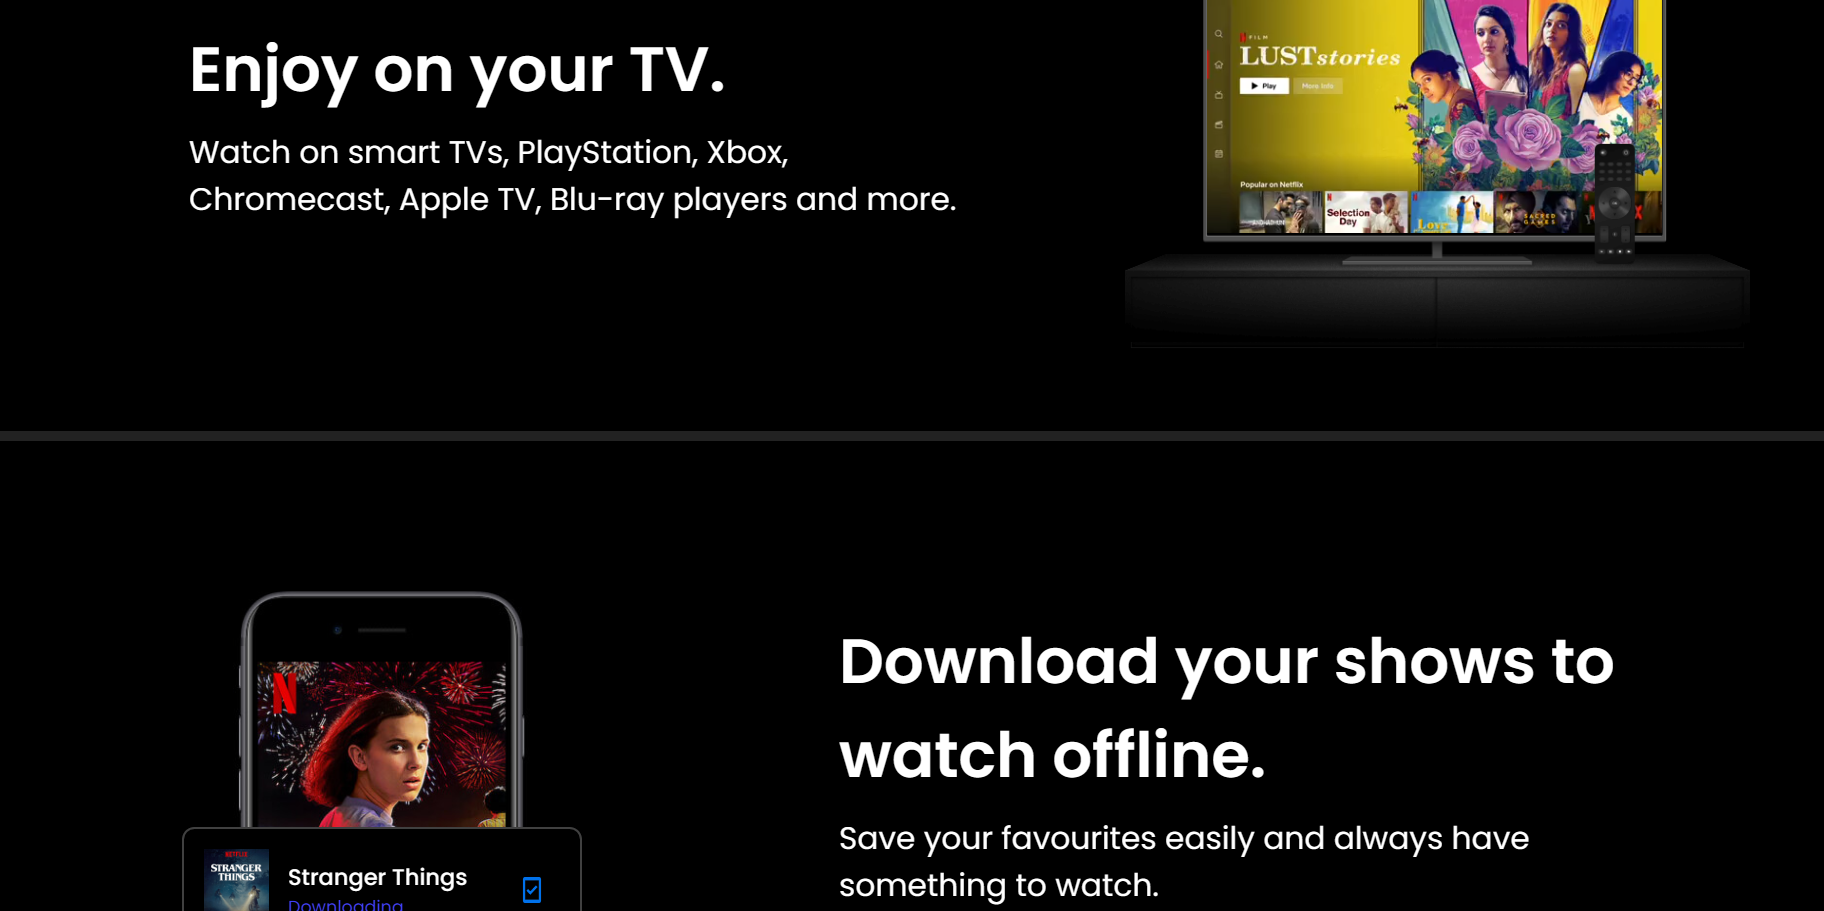 Enjoy on your TV.
Watch on smart TVs, PlayStation, Xbox,
Chromecast, Apple TV, Blu-ray players and more.
FILM
LUST stories
Play
More Info
Popular on Netflix
Selection
Day
Love
SACRED
GAMES
Download your shows to
watch offline.
Save your favourites easily and always have
something to watch.
N
NETFLIX
STRANGER
THINGS
Stranger Things
Downloading